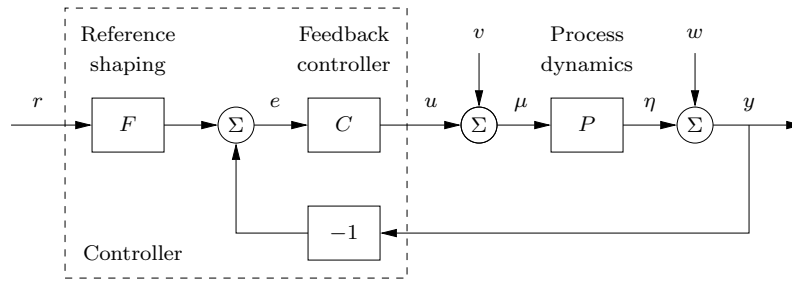 Reference
shaping
Feedback
controller
v
Process
dynamics
w
r
F
Σ
e
C
u
Σ
μ
P
η
Σ
y
−1
Controller